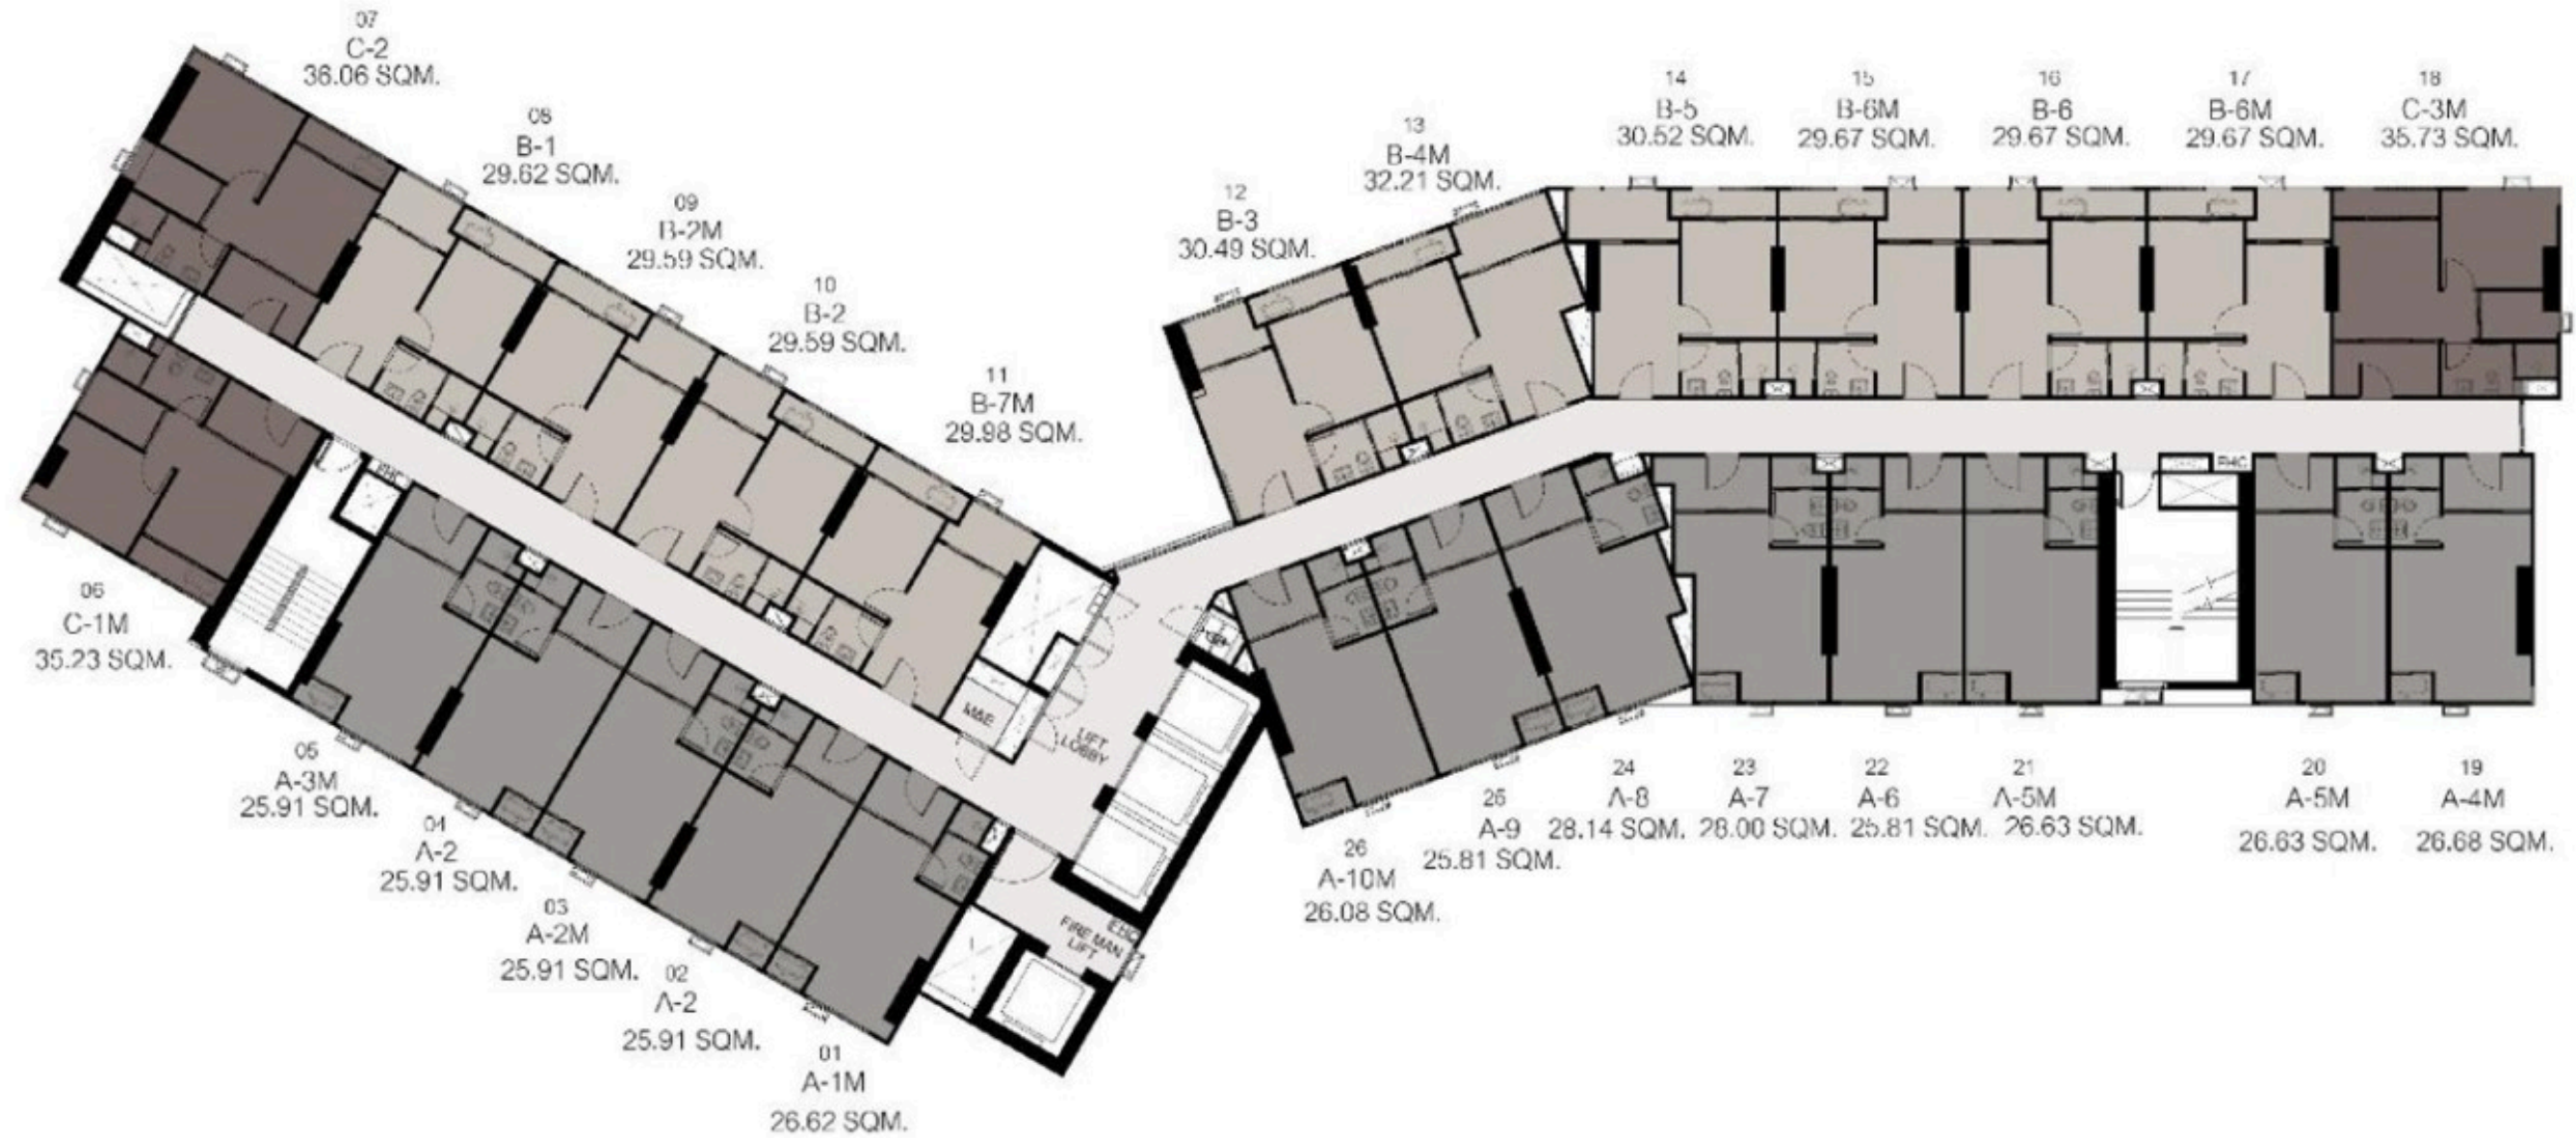 07
C-2
36.06 SQM.
08
B-1
29.62 SQM.
09
B-2M
29.59 SQM.
10
B-2
29.59 SQM.
11
B-7M
29.98 SQM.
12
B-3
30.49 SQM.
13
B-4M
32.21 SQM.
14
B-5
30.52 SQM.
15
B-6M
29.67 SQM.
16
B-6
29.67 SQM.
17
B-6M
29.67 SQM.
18
C-3M
35.73 SQM.
EHC
FHC
M&E
LIFT
LOBBY
FIRE MAN
LIFT
EHC
06
C-1M
35.23 SQM.
05
A-3M
25.91 SQM.
04
A-2
25.91 SQM.
03
A-2M
25.91 SQM.
02
A-2
25.91 SQM.
01
A-1M
26.62 SQM.
26
A-10M
26.08 SQM.
25
A-9
25.81 SQM.
24
A-8
28.14 SQM.
23
A-7
28.00 SQM.
22
A-6
25.81 SQM.
21
A-5M
26.63 SQM.
20
A-5M
26.63 SQM.
19
A-4M
26.68 SQM.